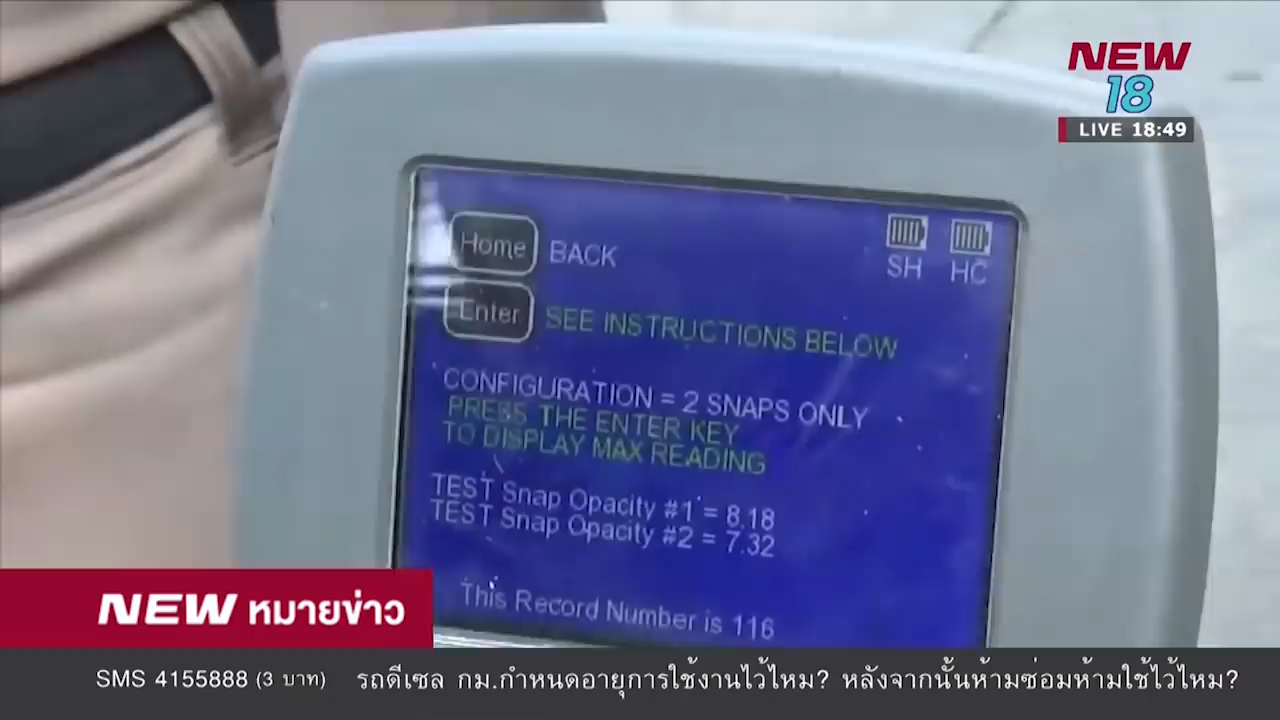 NEW
18
LIVE 18:49
Home BACK
SH HC
Enter SEE INSTRUCTIONS BELOW
CONFIGURATION = 2 SNAPS ONLY
PRESS THE ENTER KEY
TO DISPLAY MAX READING
TEST Snap Opacity #1 = 8.18
TEST Snap Opacity #2 = 7.32
This Record Number is 116
NEW หมายข่าว
SMS 4155888 (3 บาท) รถดีเซล กม.กำหนดอายุการใช้งานไว้ไหม? หลังจากนั้นห้ามซ่อมห้ามใช้ไว้ไหม?